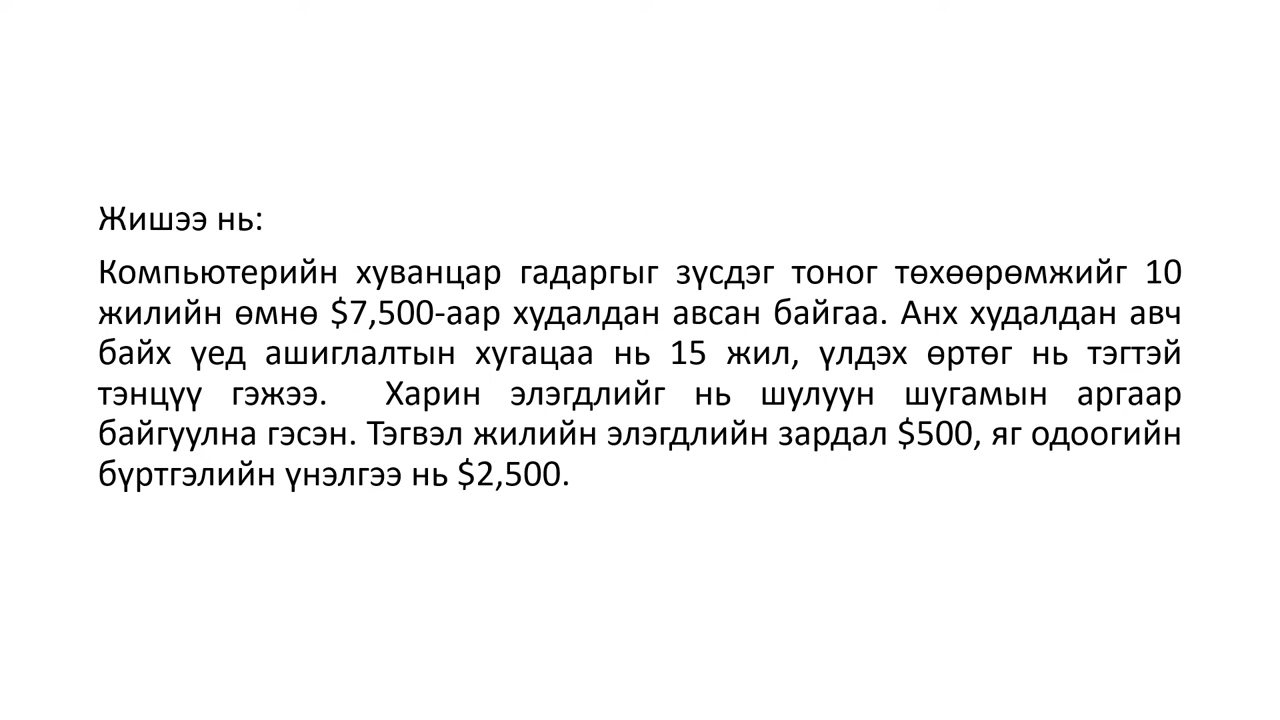 Жишээ нь:
Компьютерийн хуванцар гадаргыг зүсдэг тоног төхөөрөмжийг 10
жилийн өмнө $7,500-аар худалдан авсан байгаа. Анх худалдан авч
байх үед ашиглалтын хугацаа нь 15 жил, үлдэх өртөг нь тэгтэй
тэнцүү гэжээ. Харин элэгдлийг нь шулуун шугамын аргаар
байгуулна гэсэн. Тэгвэл жилийн элэгдлийн зардал $500, яг одоогийн
бүртгэлийн үнэлгээ нь $2,500.